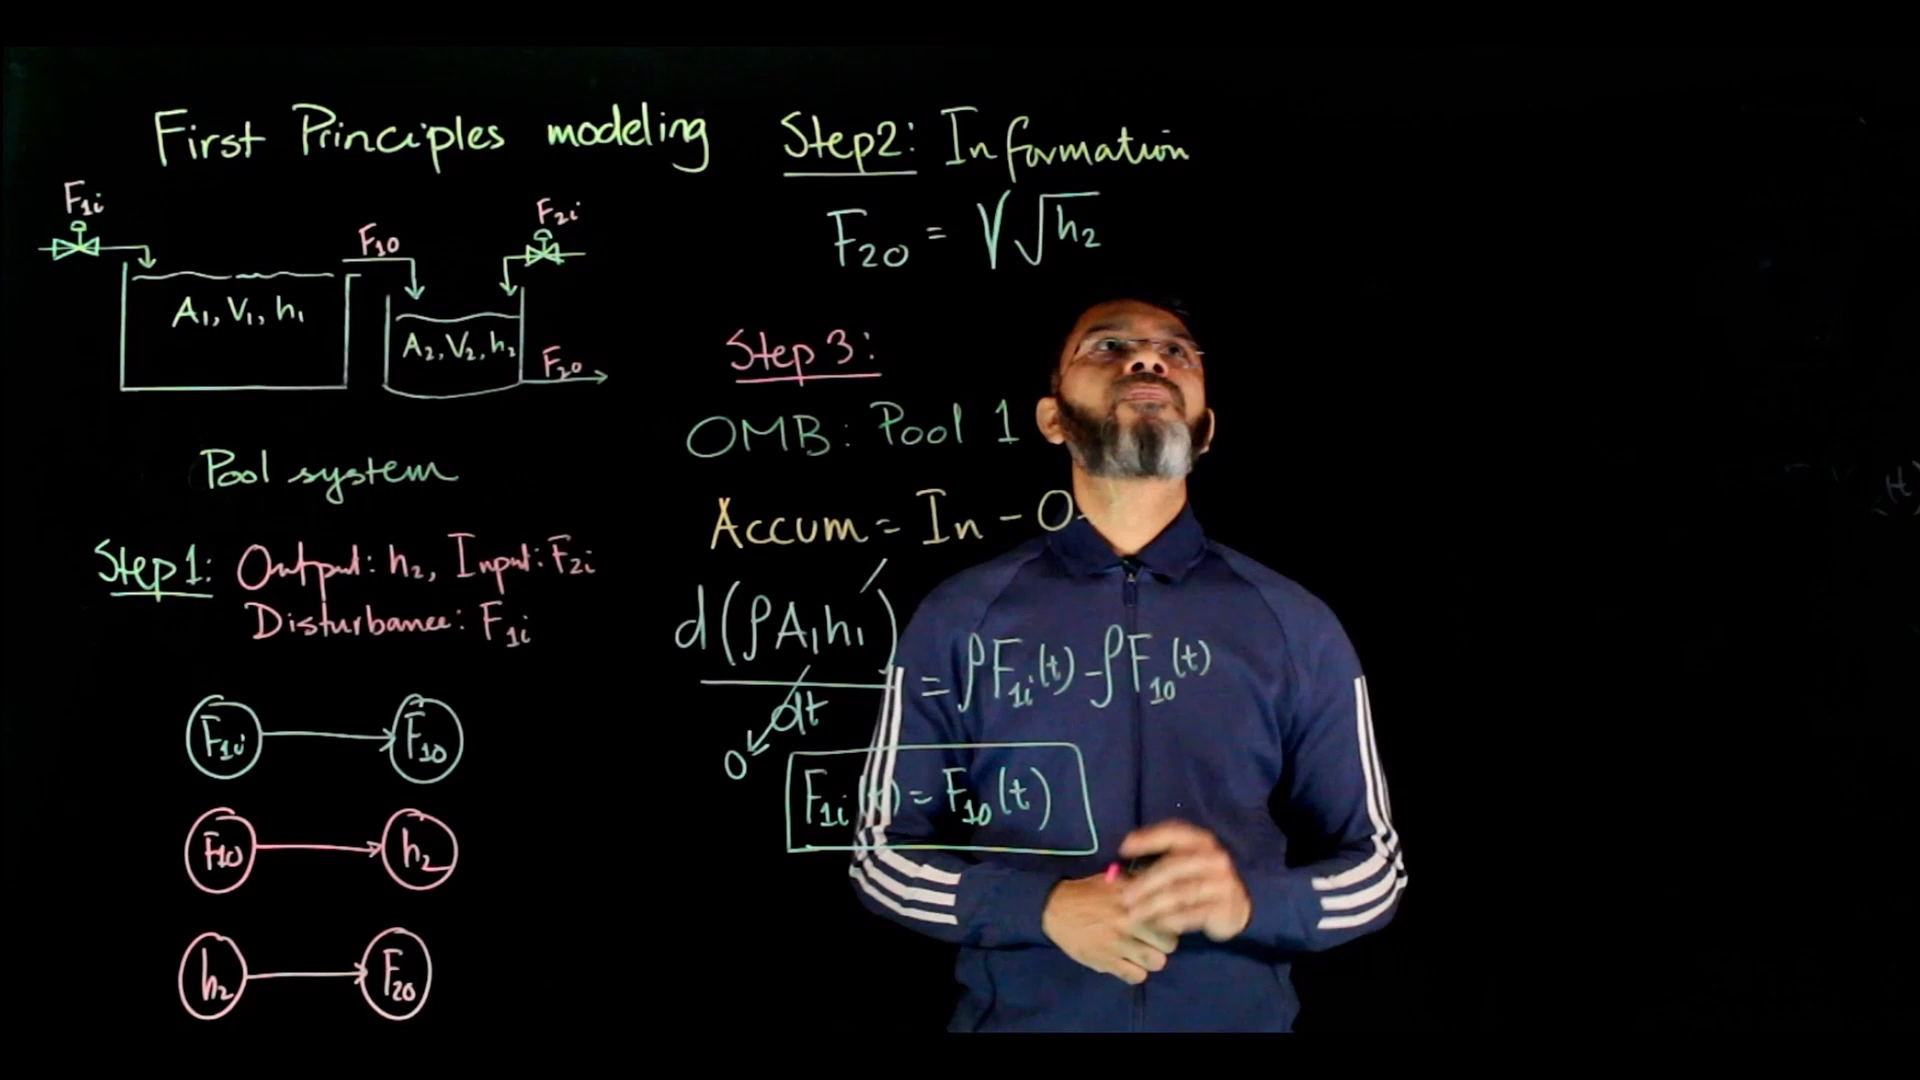 First Principles modeling
F1i
F10
F2i
A1, V1, h1
A2, V2, h2
F20
Pool system
Step1: Output: h2, Input: F2i
Disturbance: F1i
F1i
F10
F10
h2
h2
F20
Step2: Information
F20 = γ√h2
Step 3:
OMB: Pool 1
Accum = In - O
d(ρA1h1)
dt
= ρF1i(t) - ρF10(t)
0
F1i(t) = F10(t)